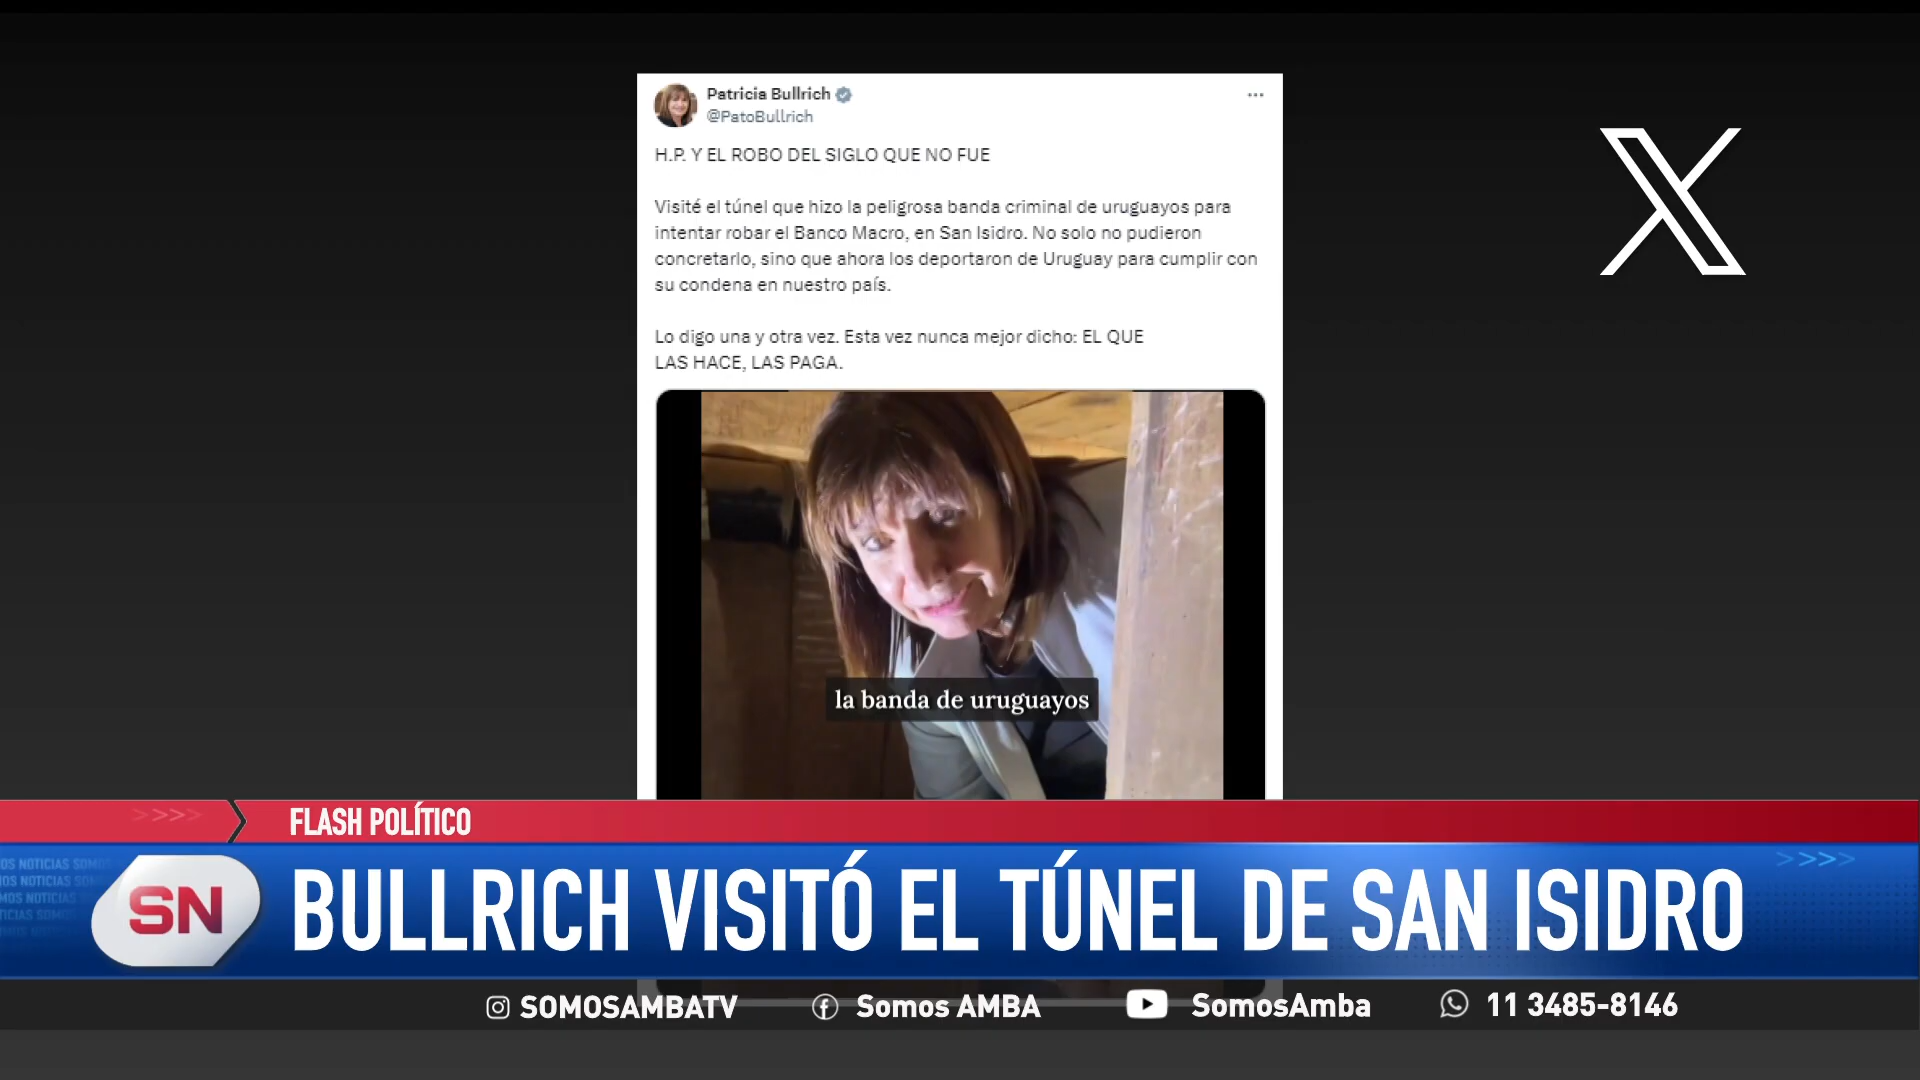 Patricia Bullrich
@PatoBullrich
H.P. Y EL ROBO DEL SIGLO QUE NO FUE
Visité el túnel que hizo la peligrosa banda criminal de uruguayos para
intentar robar el Banco Macro, en San Isidro. No solo no pudieron
concretarlo, sino que ahora los deportaron de Uruguay para cumplir con
su condena en nuestro país.
Lo digo una y otra vez. Esta vez nunca mejor dicho: EL QUE
LAS HACE, LAS PAGA.
la banda de uruguayos
FLASH POLÍTICO
SN
BULLRICH VISITÓ EL TÚNEL DE SAN ISIDRO
SOMOSAMBATV
Somos AMBA
SomosAmba
11 3485-8146